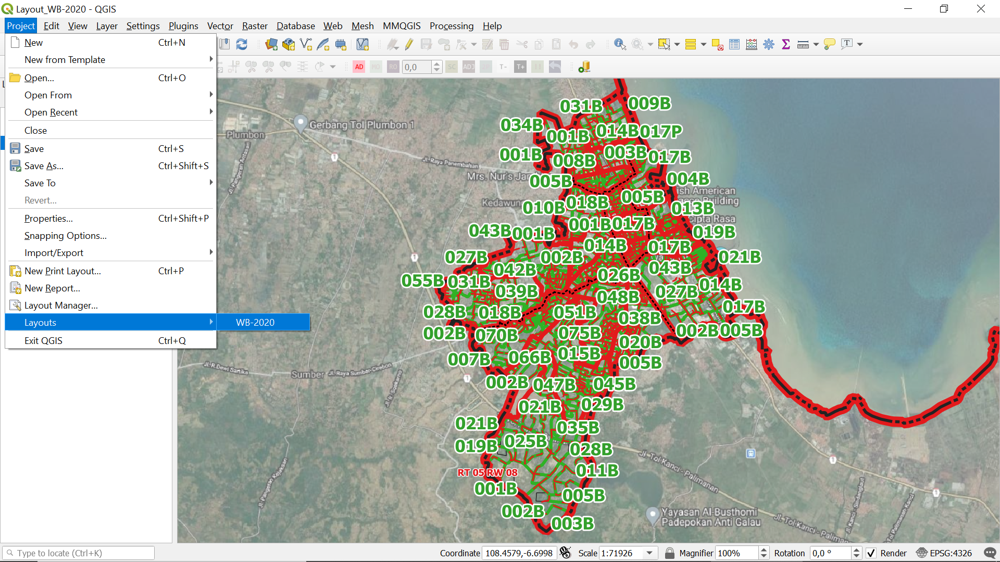 Layout_WB-2020 - QGIS
Project Edit View Layer Settings Plugins Vector Raster Database Web Mesh MMQGIS Processing Help
New Ctrl+N
New from Template
Open... Ctrl+O
Open From
Open Recent
Close
Save Ctrl+S
Save As... Ctrl+Shift+S
Save To
Revert...
Properties... Ctrl+Shift+P
Snapping Options...
Import/Export
New Print Layout... Ctrl+P
New Report...
Layout Manager...
Layouts
WB-2020
Exit QGIS Ctrl+Q
AD MO RO 0,0 SC ADJ T- T+
031B 009B
034B 014B 017P
001B
001B 008B 003B 017B
005B 004B
010B 018B 005B 013B
001B 017B
043B 001B 019B
014B 017B
027B 002B 021B
042B 043B
055B 031B 026B 014B
039B 027B
048B 017B
028B 018B 051B 038B
002B 070B 075B 002B 005B
020B
007B 066B 015B 005B
002B 047B 045B
021B 029B
021B 035B
019B 025B 028B
RT 05 RW 08 011B
001B 005B
002B
003B
Gerbang Tol Plumbon 1
Plumbon
Jl. Raya Panembahan
Mrs. Nur's
Kedawung
American
Building
Cipta Rasa
Jl. R.Dewi Sartika
Sumber
Jl. Raya Sumber-Cirebon
Jl. Ir. Soekarno
Jl. Pangeran Antasari
Jl. Pangeran Kejaksan
Jl. Tol Kanci - Palimanan
Yayasan Al-Busthomi
Padepokan Anti Galau
Jl. Tol Kanci - Paliman
Jl. Kanci - Sindanglaut
Type to locate (Ctrl+K)
Coordinate 108.4579,-6.6998 Scale 1:71926 Magnifier 100% Rotation 0,0 ° Render EPSG:4326